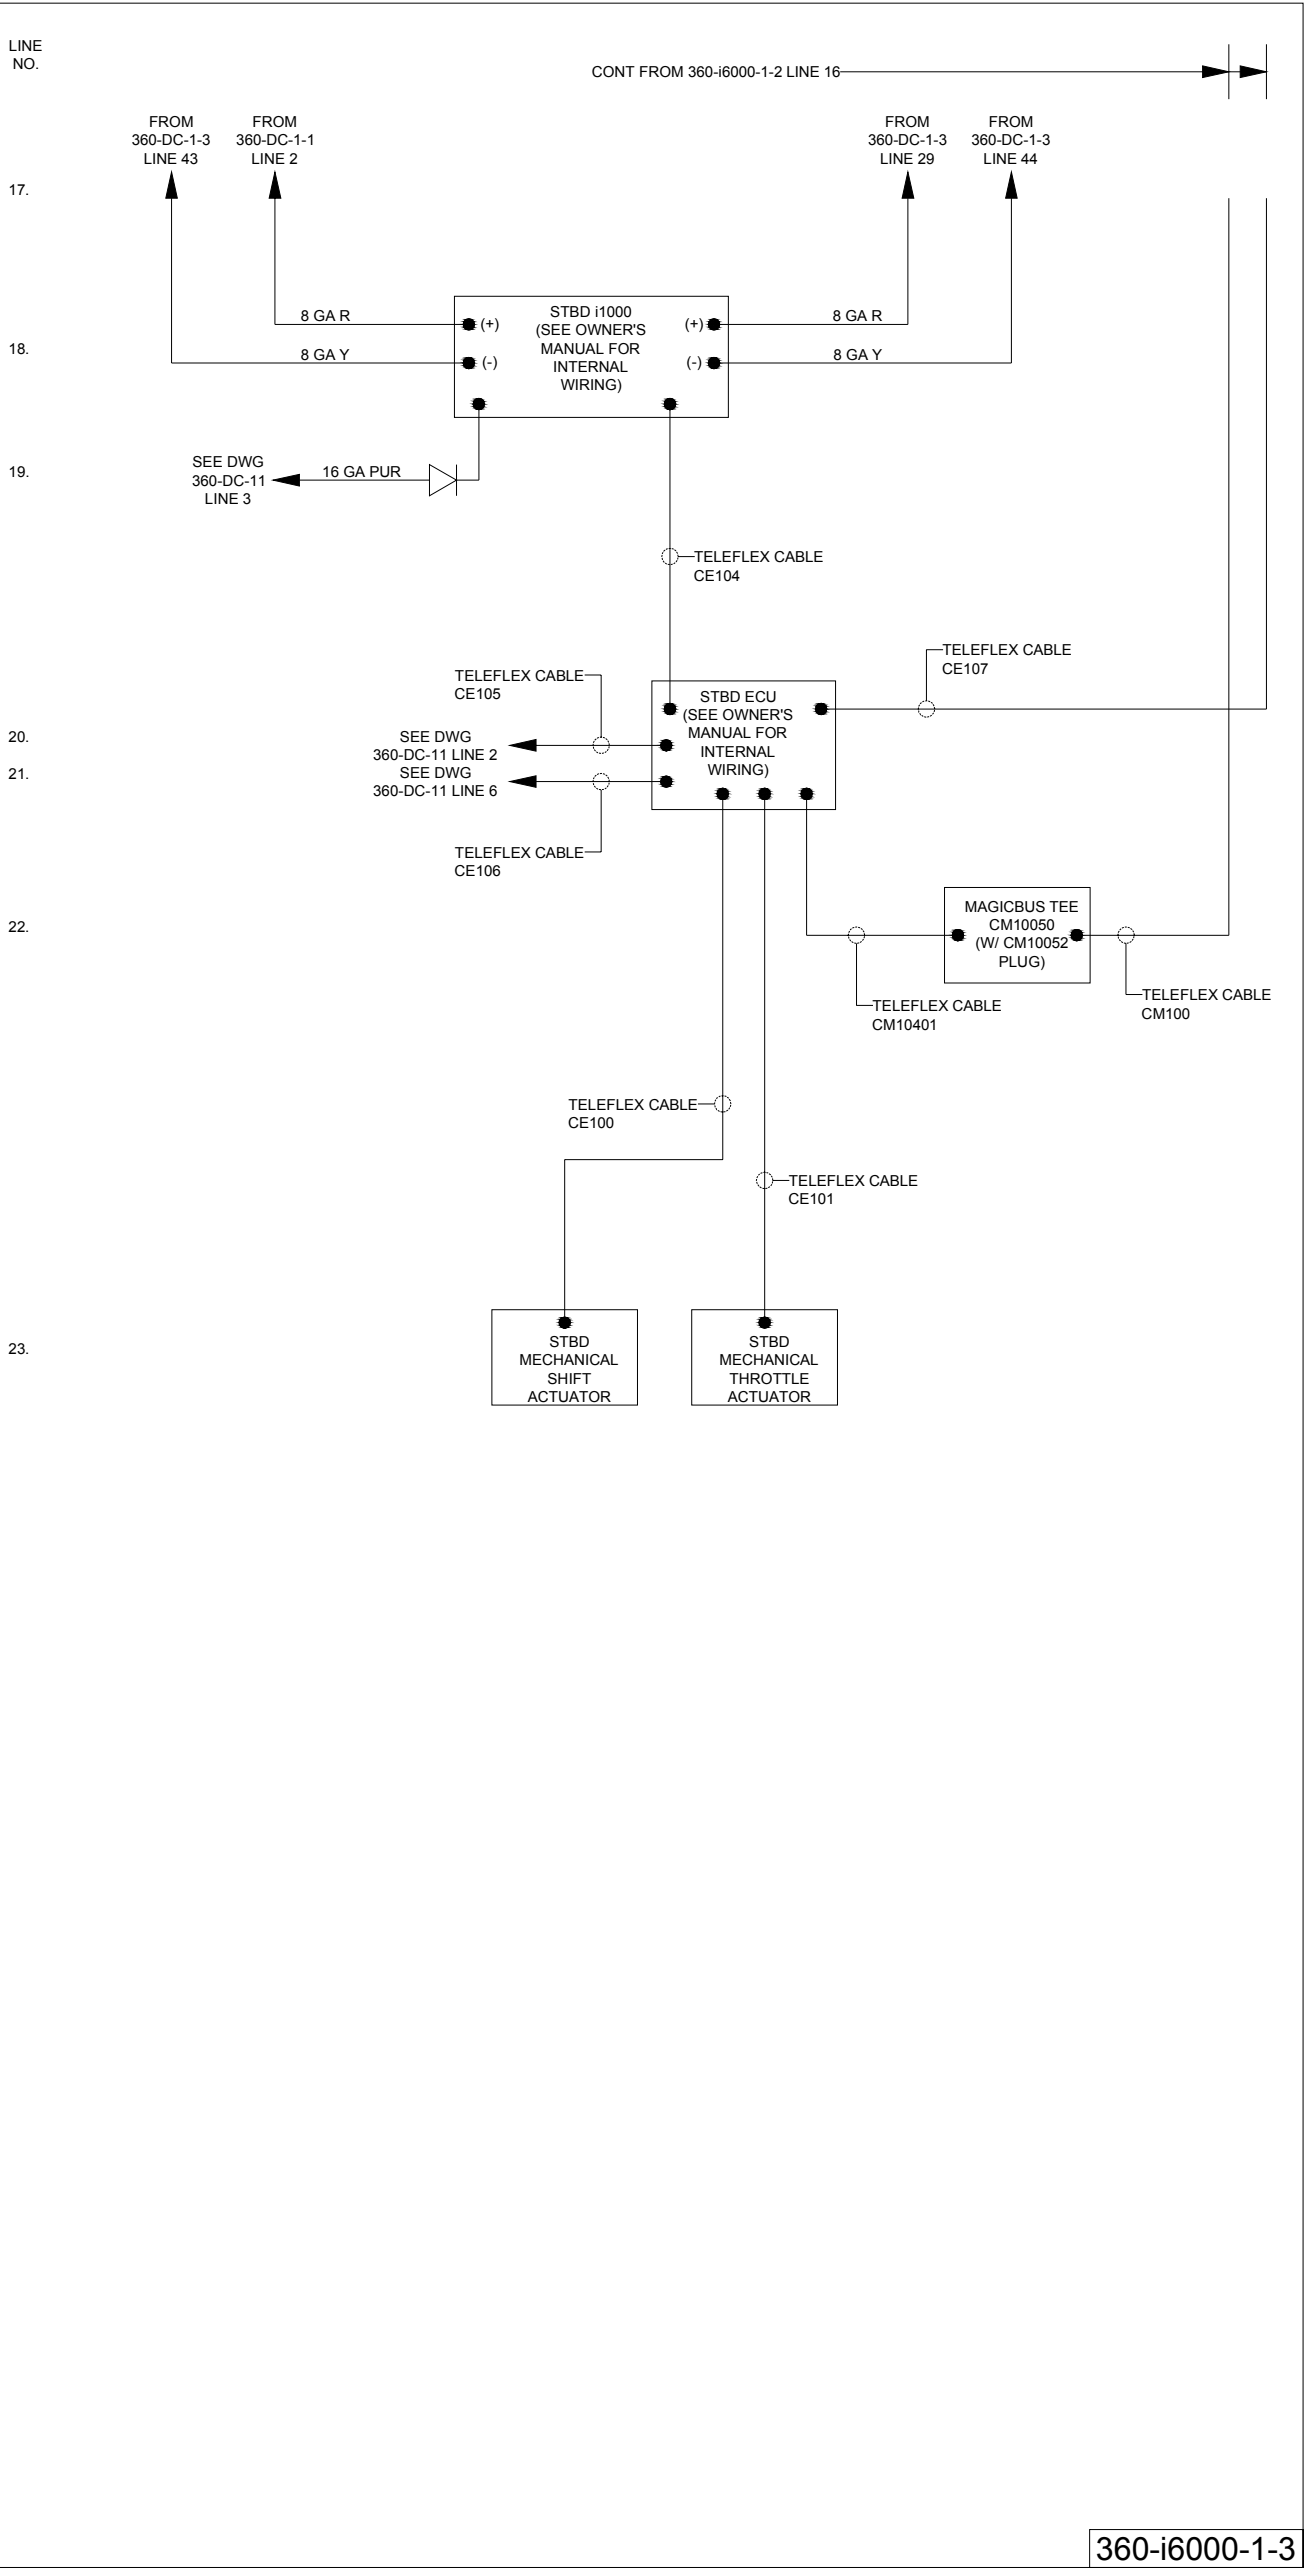 LINE
NO.
CONT FROM 360-i6000-1-2 LINE 16
FROM
360-DC-1-3
LINE 43
FROM
360-DC-1-1
LINE 2
FROM
360-DC-1-3
LINE 29
FROM
360-DC-1-3
LINE 44
17.
8 GA R
(+)
STBD i1000
(SEE OWNER'S
MANUAL FOR
INTERNAL
WIRING)
(+)
8 GA R
18.
8 GA Y
(-)
(-)
8 GA Y
19.
SEE DWG
360-DC-11
LINE 3
16 GA PUR
TELEFLEX CABLE
CE104
TELEFLEX CABLE
CE107
TELEFLEX CABLE
CE105
STBD ECU
(SEE OWNER'S
MANUAL FOR
INTERNAL
WIRING)
20.
SEE DWG
360-DC-11 LINE 2
21.
SEE DWG
360-DC-11 LINE 6
TELEFLEX CABLE
CE106
22.
MAGICBUS TEE
CM10050
(W/ CM10052
PLUG)
TELEFLEX CABLE
CM10401
TELEFLEX CABLE
CM100
TELEFLEX CABLE
CE100
TELEFLEX CABLE
CE101
23.
STBD
MECHANICAL
SHIFT
ACTUATOR
STBD
MECHANICAL
THROTTLE
ACTUATOR
360-i6000-1-3